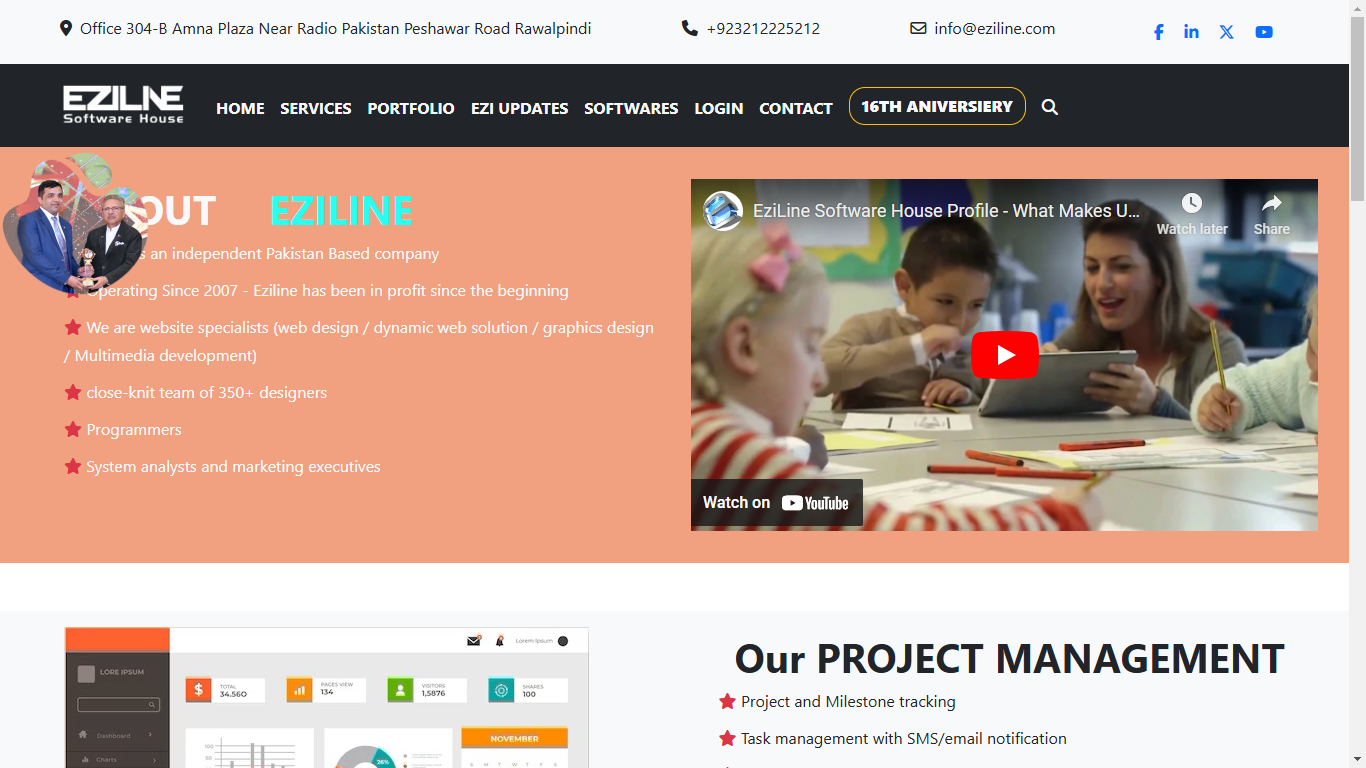 Office 304-B Amna Plaza Near Radio Pakistan Peshawar Road Rawalpindi
+923212225212
info@eziline.com
EZILNE
Software House
HOME SERVICES PORTFOLIO EZI UPDATES SOFTWARES LOGIN CONTACT 16TH ANIVERSIERY
OUT EZILINE
s an independent Pakistan Based company
Operating Since 2007 - Eziline has been in profit since the beginning
We are website specialists (web design / dynamic web solution / graphics design
/ Multimedia development)
close-knit team of 350+ designers
Programmers
System analysts and marketing executives
EziLine Software House Profile - What Makes U...
Watch later
Share
Watch on YouTube
Lorem Ipsum
LORE IPSUM
TOTAL
34.560
PAGES VIEW
134
VISITORS
1,5876
SHARES
100
Dashboard
Charts
100
80
26%
NOVEMBER
S M T W T F S
Our PROJECT MANAGEMENT
Project and Milestone tracking
Task management with SMS/email notification